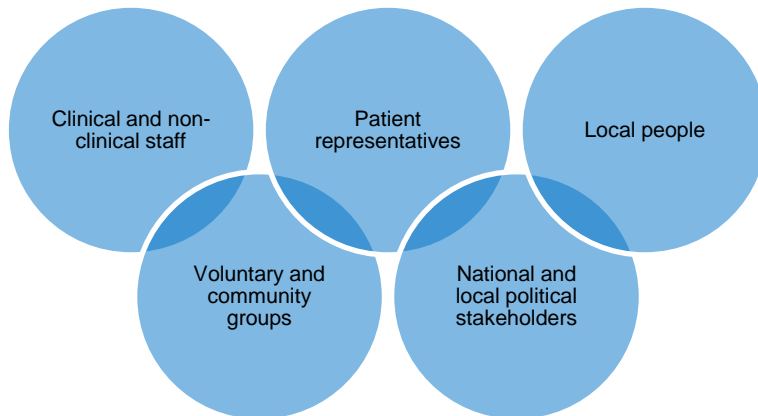 Clinical and non-
clinical staff
Patient
representatives
Local people
Voluntary and
community
groups
National and
local political
stakeholders